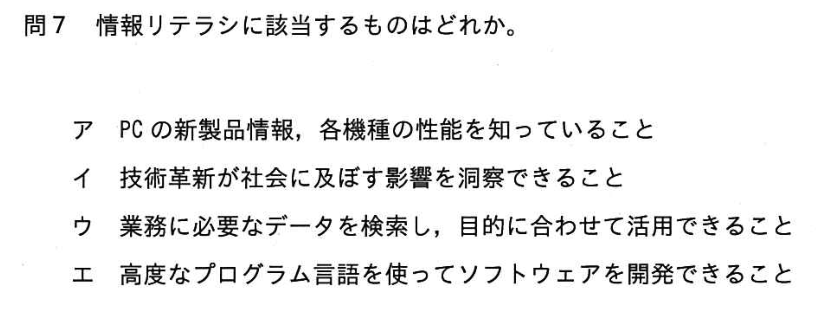 問7 情報リテラシに該当するものはどれか。
ア PCの新製品情報，各機種の性能を知っていること
イ 技術革新が社会に及ぼす影響を洞察できること
ウ 業務に必要なデータを検索し，目的に合わせて活用できること
エ 高度なプログラム言語を使ってソフトウェアを開発できること